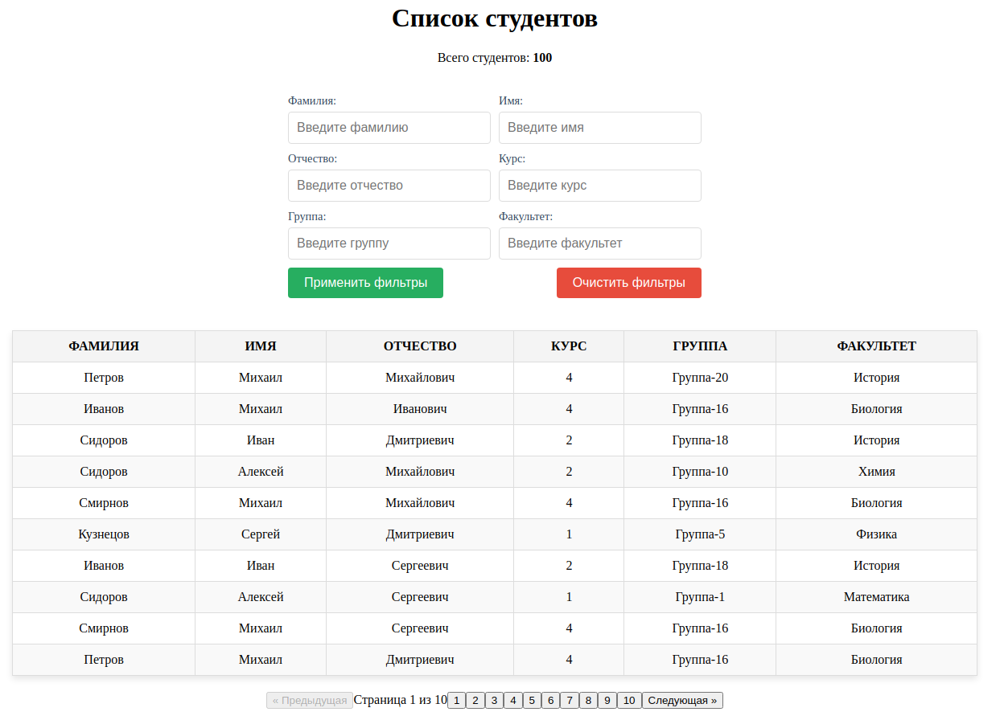 Список студентов
Всего студентов: 100
Фамилия: Имя:
Введите фамилию Введите имя
Отчество: Курс:
Введите отчество Введите курс
Группа: Факультет:
Введите группу Введите факультет
Применить фильтры Очистить фильтры
ФАМИЛИЯ ИМЯ ОТЧЕСТВО КУРС ГРУППА ФАКУЛЬТЕТ
Петров Михаил Михайлович 4 Группа-20 История
Иванов Михаил Иванович 4 Группа-16 Биология
Сидоров Иван Дмитриевич 2 Группа-18 История
Сидоров Алексей Михайлович 2 Группа-10 Химия
Смирнов Михаил Михайлович 4 Группа-16 Биология
Кузнецов Сергей Дмитриевич 1 Группа-5 Физика
Иванов Иван Сергеевич 2 Группа-18 История
Сидоров Алексей Сергеевич 1 Группа-1 Математика
Смирнов Михаил Сергеевич 4 Группа-16 Биология
Петров Михаил Дмитриевич 4 Группа-16 Биология
« Предыдущая Страница 1 из 10 1 2 3 4 5 6 7 8 9 10 Следующая »